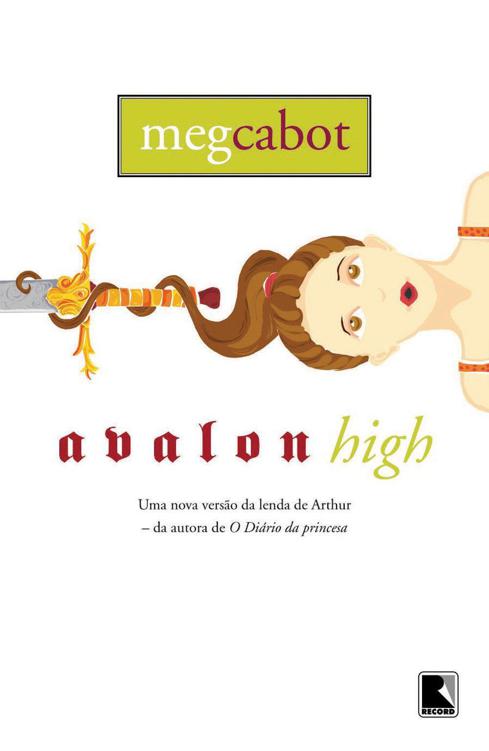 megcabot
avalon high
Uma nova versão da lenda de Arthur
– da autora de O Diário da princesa
RECORD